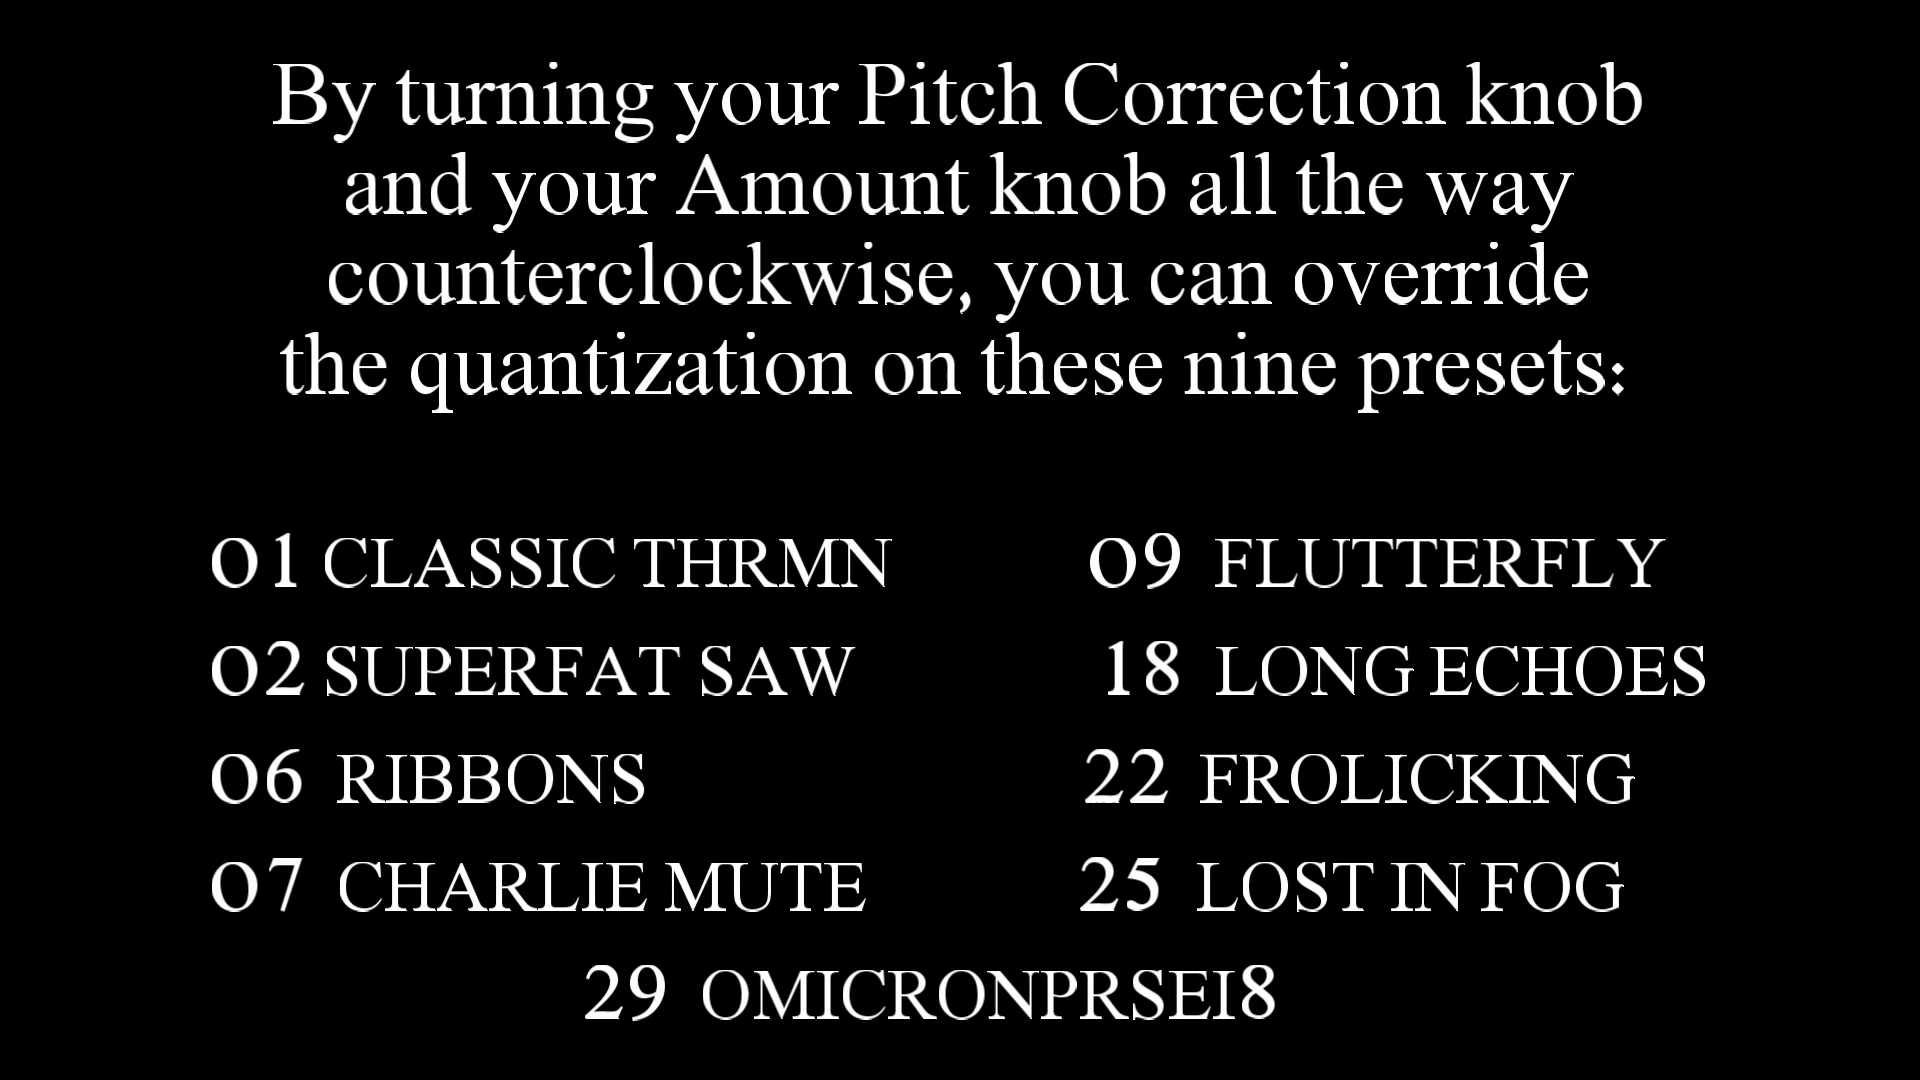 By turning your Pitch Correction knob
and your Amount knob all the way
counterclockwise, you can override
the quantization on these nine presets:
01 CLASSIC THRMN
02 SUPERFAT SAW
06 RIBBONS
07 CHARLIE MUTE
09 FLUTTERFLY
18 LONG ECHOES
22 FROLICKING
25 LOST IN FOG
29 OMICRONPRSEI8